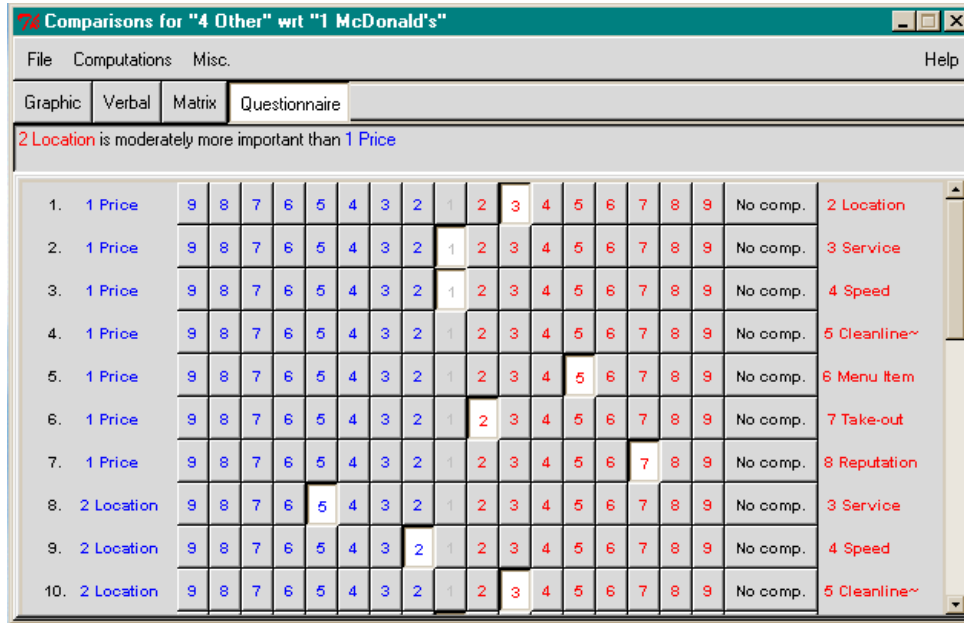 Comparisons for "4 Other" wrt "1 McDonald's"
File Computations Misc. Help
Graphic Verbal Matrix Questionnaire
2 Location is moderately more important than 1 Price
1. 1 Price 9 8 7 6 5 4 3 2 1 2 3 4 5 6 7 8 9 No comp. 2 Location
2. 1 Price 9 8 7 6 5 4 3 2 1 2 3 4 5 6 7 8 9 No comp. 3 Service
3. 1 Price 9 8 7 6 5 4 3 2 1 2 3 4 5 6 7 8 9 No comp. 4 Speed
4. 1 Price 9 8 7 6 5 4 3 2 1 2 3 4 5 6 7 8 9 No comp. 5 Cleanline~
5. 1 Price 9 8 7 6 5 4 3 2 1 2 3 4 5 6 7 8 9 No comp. 6 Menu Item
6. 1 Price 9 8 7 6 5 4 3 2 1 2 3 4 5 6 7 8 9 No comp. 7 Take-out
7. 1 Price 9 8 7 6 5 4 3 2 1 2 3 4 5 6 7 8 9 No comp. 8 Reputation
8. 2 Location 9 8 7 6 5 4 3 2 1 2 3 4 5 6 7 8 9 No comp. 3 Service
9. 2 Location 9 8 7 6 5 4 3 2 1 2 3 4 5 6 7 8 9 No comp. 4 Speed
10. 2 Location 9 8 7 6 5 4 3 2 1 2 3 4 5 6 7 8 9 No comp. 5 Cleanline~